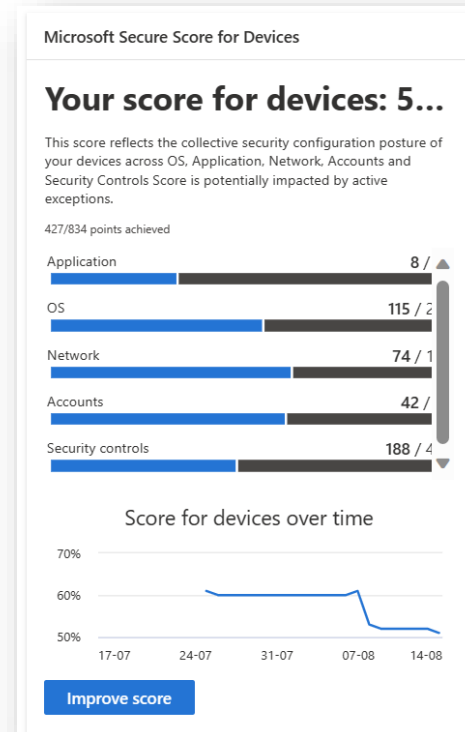 Microsoft Secure Score for Devices
Your score for devices: 5...
This score reflects the collective security configuration posture of
your devices across OS, Application, Network, Accounts and
Security Controls Score is potentially impacted by active
exceptions.
427/834 points achieved
Application 8 /
OS 115 / 2
Network 74 / 1
Accounts 42 /
Security controls 188 / 4
Score for devices over time
70%
60%
50%
17-07 24-07 31-07 07-08 14-08
Improve score